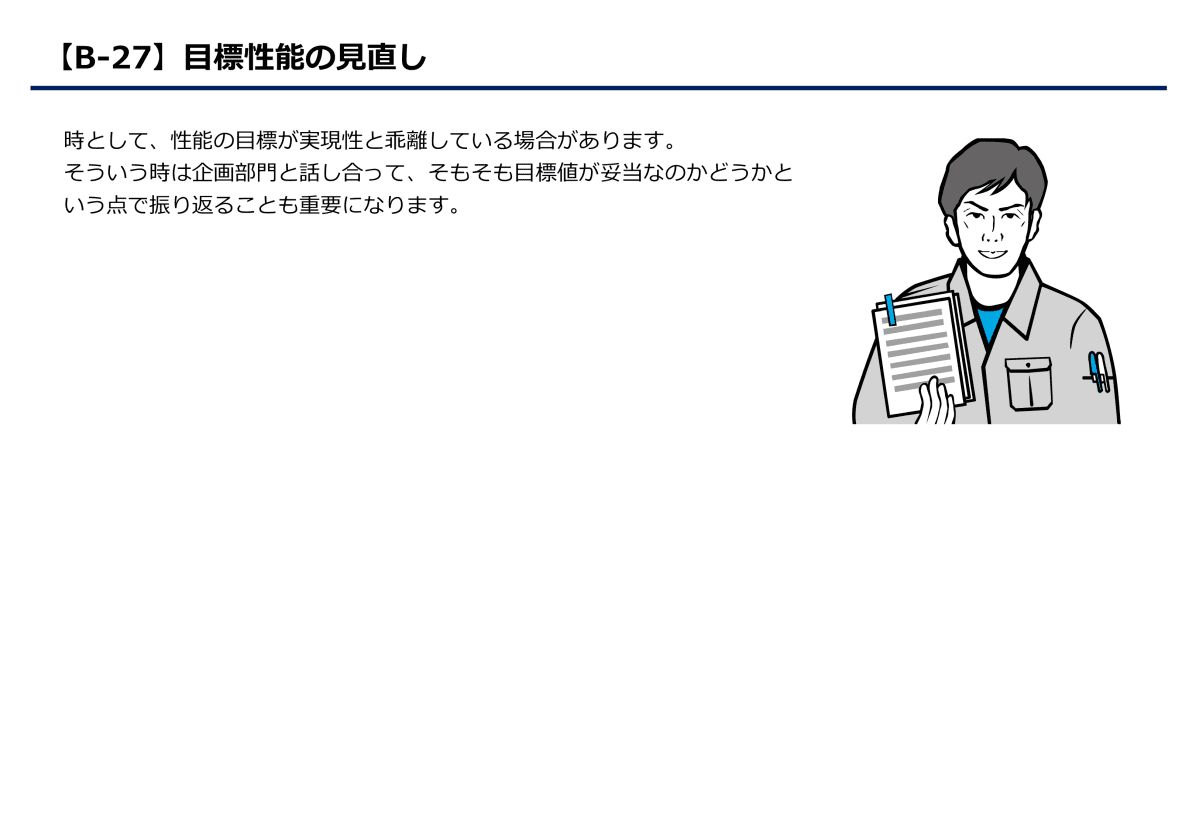 【B-27】目標性能の見直し
時として、性能の目標が実現性と乖離している場合があります。
そういう時は企画部門と話し合って、そもそも目標値が妥当なのかどうかと
いう点で振り返ることも重要になります。